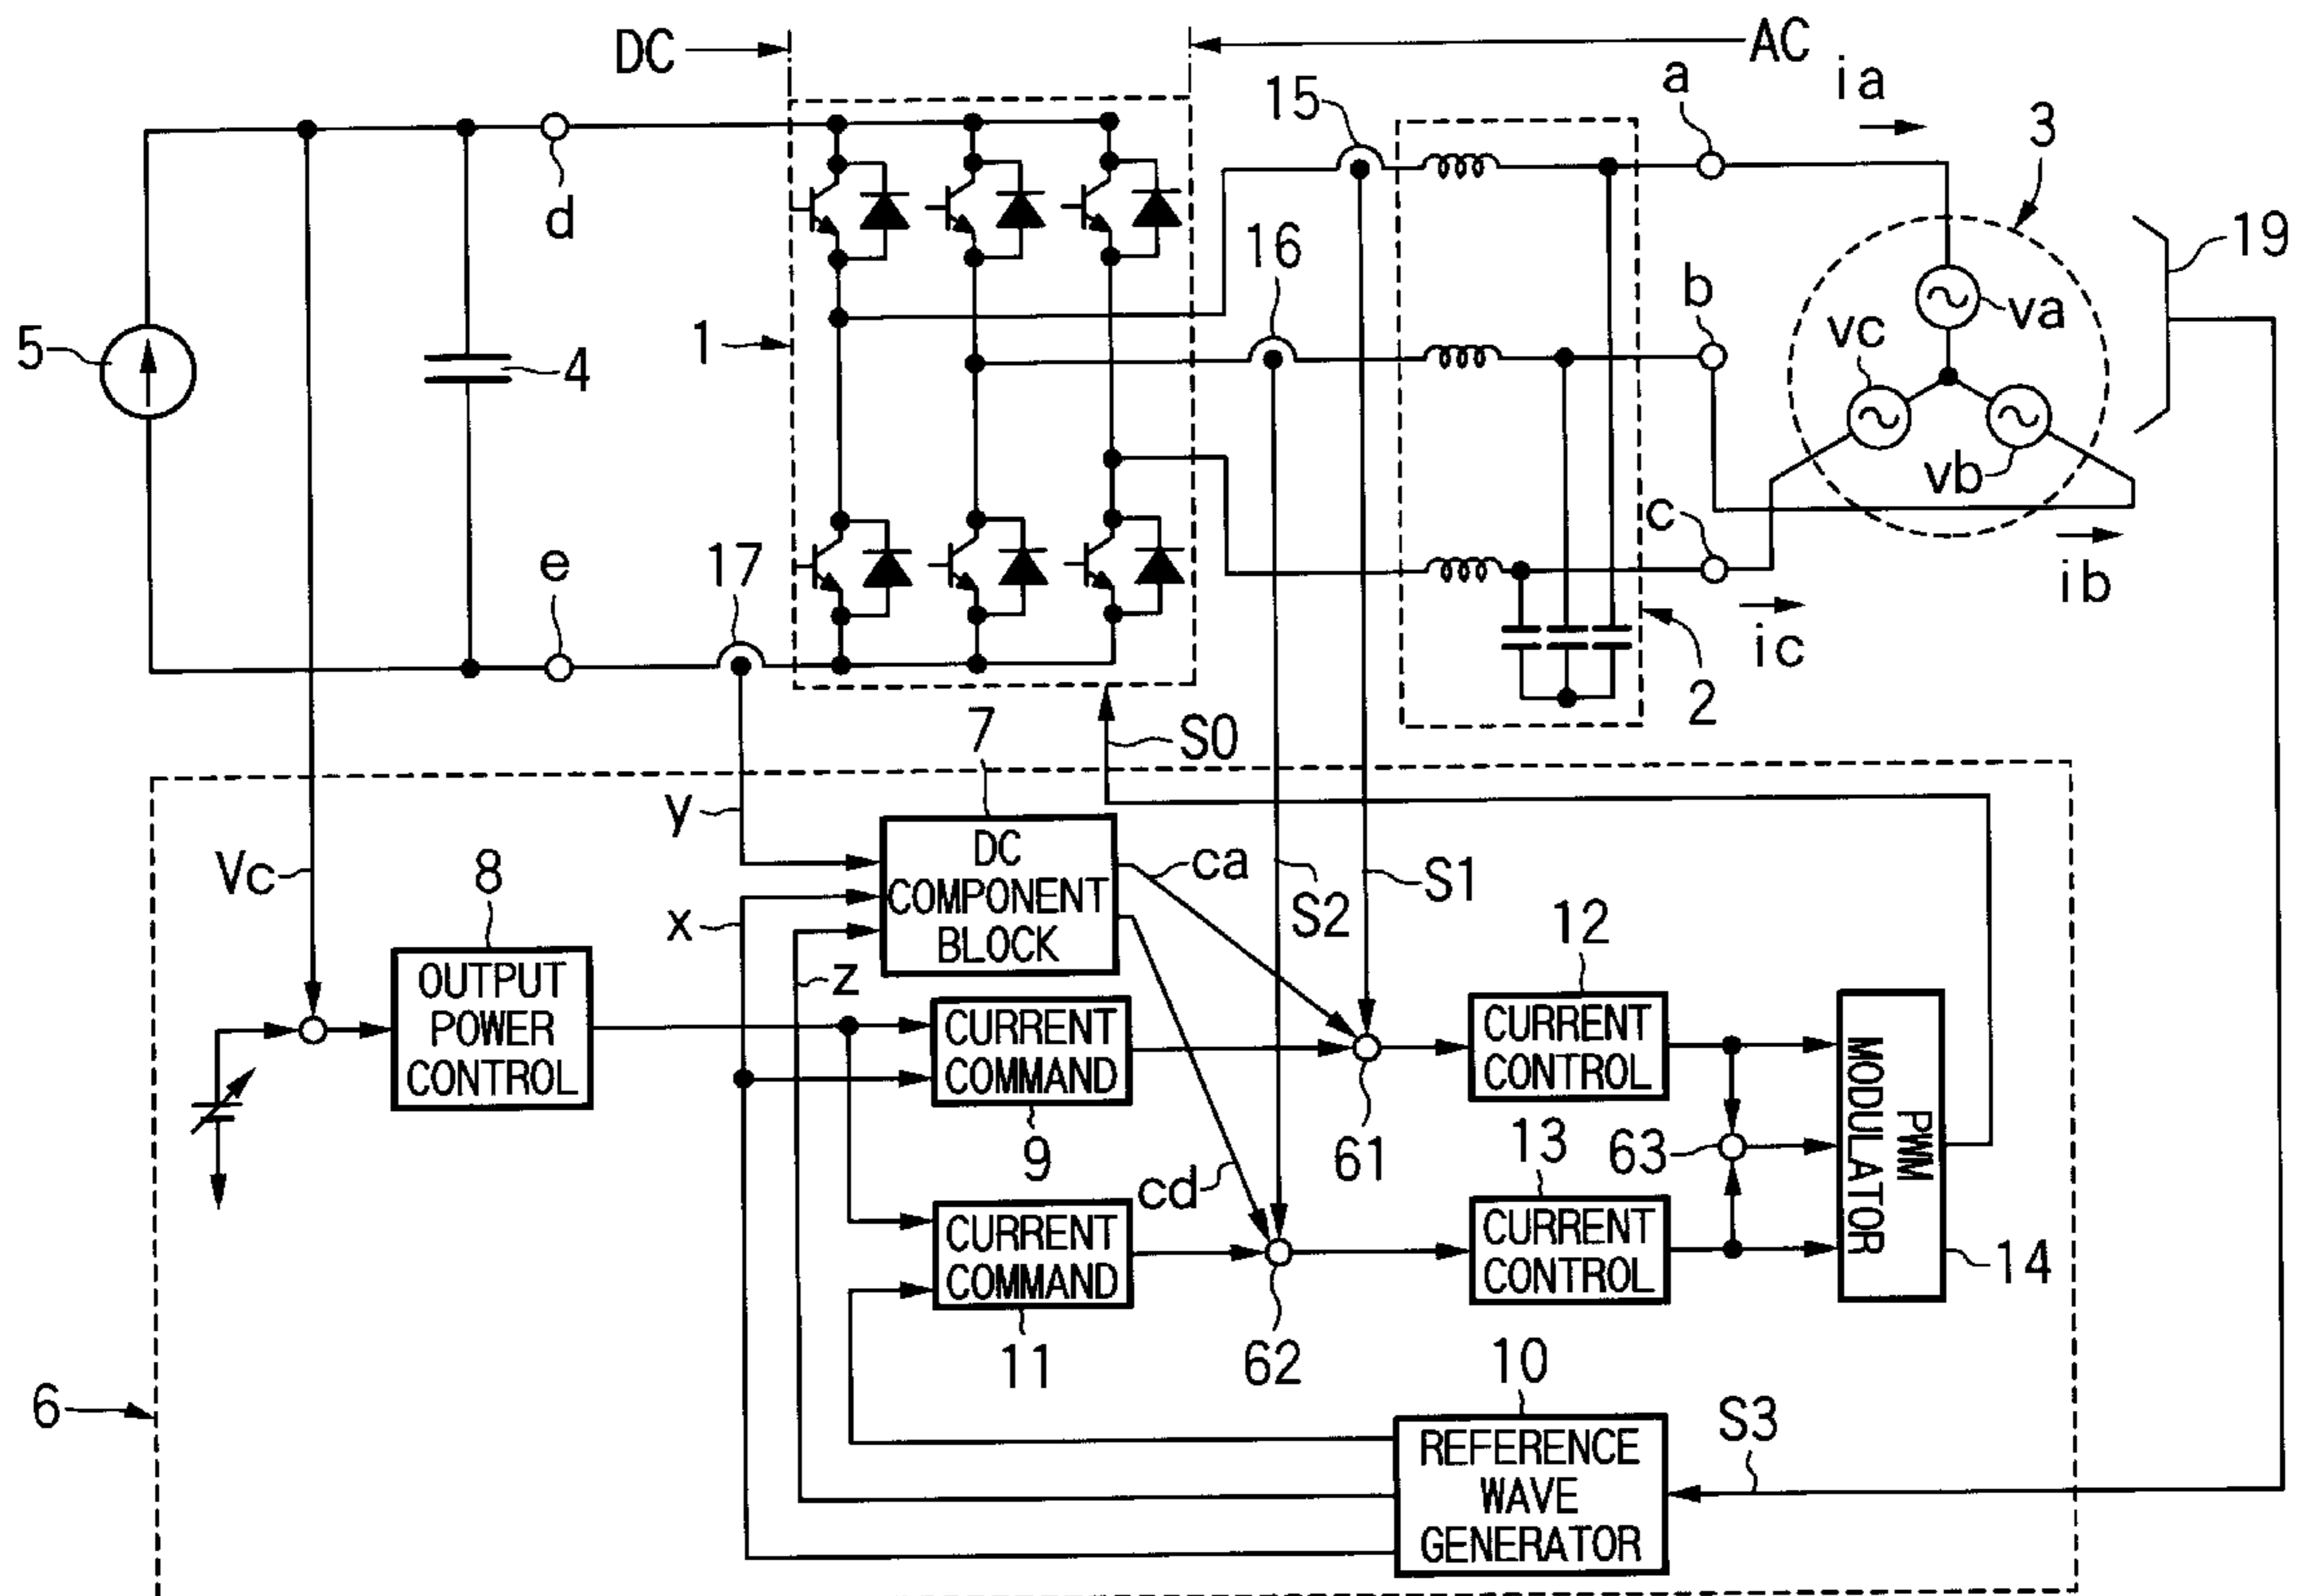 DC
AC
ia
a
15
3
d
16
b
19
va
vc
5
4
1
vb
c
17
e
ib
ic
2
7
S0
y
DC
COMPONENT
BLOCK
ca
Vc
8
S1
S2
x
12
OUTPUT
POWER
CONTROL
z
CURRENT
COMMAND
CURRENT
CONTROL
PWM
MODULATOR
9
61
13
63
cd
CURRENT
COMMAND
CURRENT
CONTROL
14
11
62
10
6
S3
REFERENCE
WAVE
GENERATOR